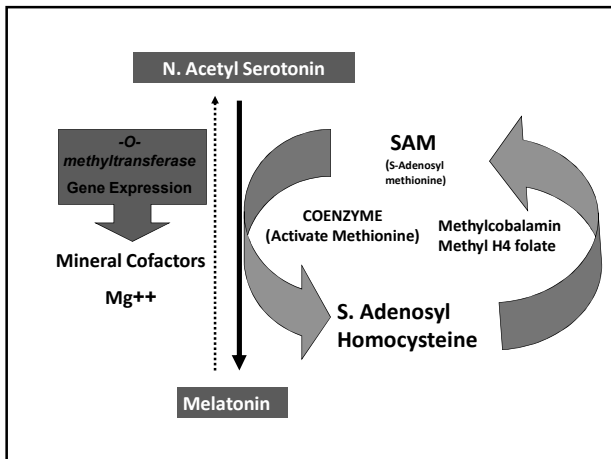 N. Acetyl Serotonin
-O-
methyltransferase
Gene Expression
Mineral Cofactors
Mg++
SAM
(S-Adenosyl
methionine)
COENZYME
(Activate Methionine)
Methylcobalamin
Methyl H4 folate
S. Adenosyl
Homocysteine
Melatonin